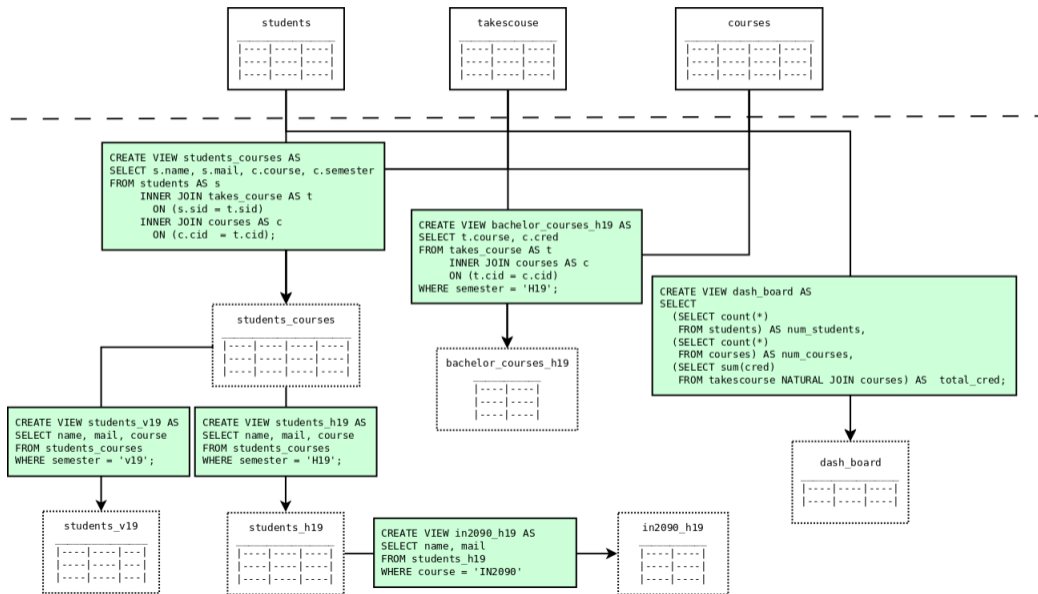 students
|----|----|----|
|----|----|----|
|----|----|----|
takescouse
|----|----|----|
|----|----|----|
|----|----|----|
courses
|----|----|----|
|----|----|----|
|----|----|----|
CREATE VIEW students_courses AS
SELECT s.name, s.mail, c.course, c.semester
FROM students AS s
INNER JOIN takes_course AS t
ON (s.sid = t.sid)
INNER JOIN courses AS c
ON (c.cid  = t.cid);
CREATE VIEW bachelor_courses_h19 AS
SELECT t.course, c.cred
FROM takes_course AS t
INNER JOIN courses AS c
ON (t.cid = c.cid)
WHERE semester = 'H19';
CREATE VIEW dash_board AS
SELECT
(SELECT count(*)
FROM students) AS num_students,
(SELECT count(*)
FROM courses) AS num_courses,
(SELECT sum(cred)
FROM takescourse NATURAL JOIN courses) AS  total_cred;
students_courses
|----|----|----|
|----|----|----|
|----|----|----|
bachelor_courses_h19
|----|----|
|----|----|
|----|----|
CREATE VIEW students_v19 AS
SELECT name, mail, course
FROM students_courses
WHERE semester = 'v19';
CREATE VIEW students_h19 AS
SELECT name, mail, course
FROM students_courses
WHERE semester = 'H19';
dash_board
|----|----|----|
|----|----|----|
students_v19
|----|----|---|
|----|----|---|
|----|----|---|
students_h19
|----|----|----|
|----|----|----|
|----|----|----|
CREATE VIEW in2090_h19 AS
SELECT name, mail
FROM students_h19
WHERE course = 'IN2090'
in2090_h19
|----|----|
|----|----|
|----|----|